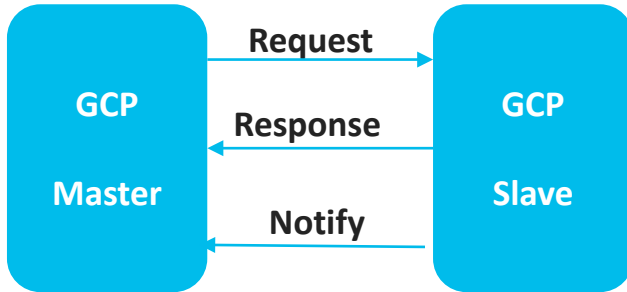 Request
GCP
Master
Response
GCP
Slave
Notify